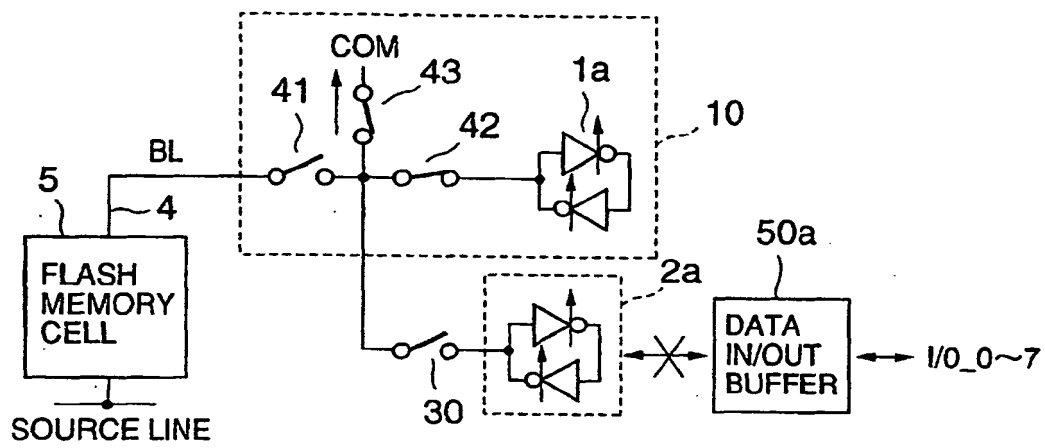 COM
43
1a
41
42
10
BL
5
4
FLASH
MEMORY
CELL
2a
50a
DATA
IN/OUT
BUFFER
I/0_0~7
30
SOURCE LINE